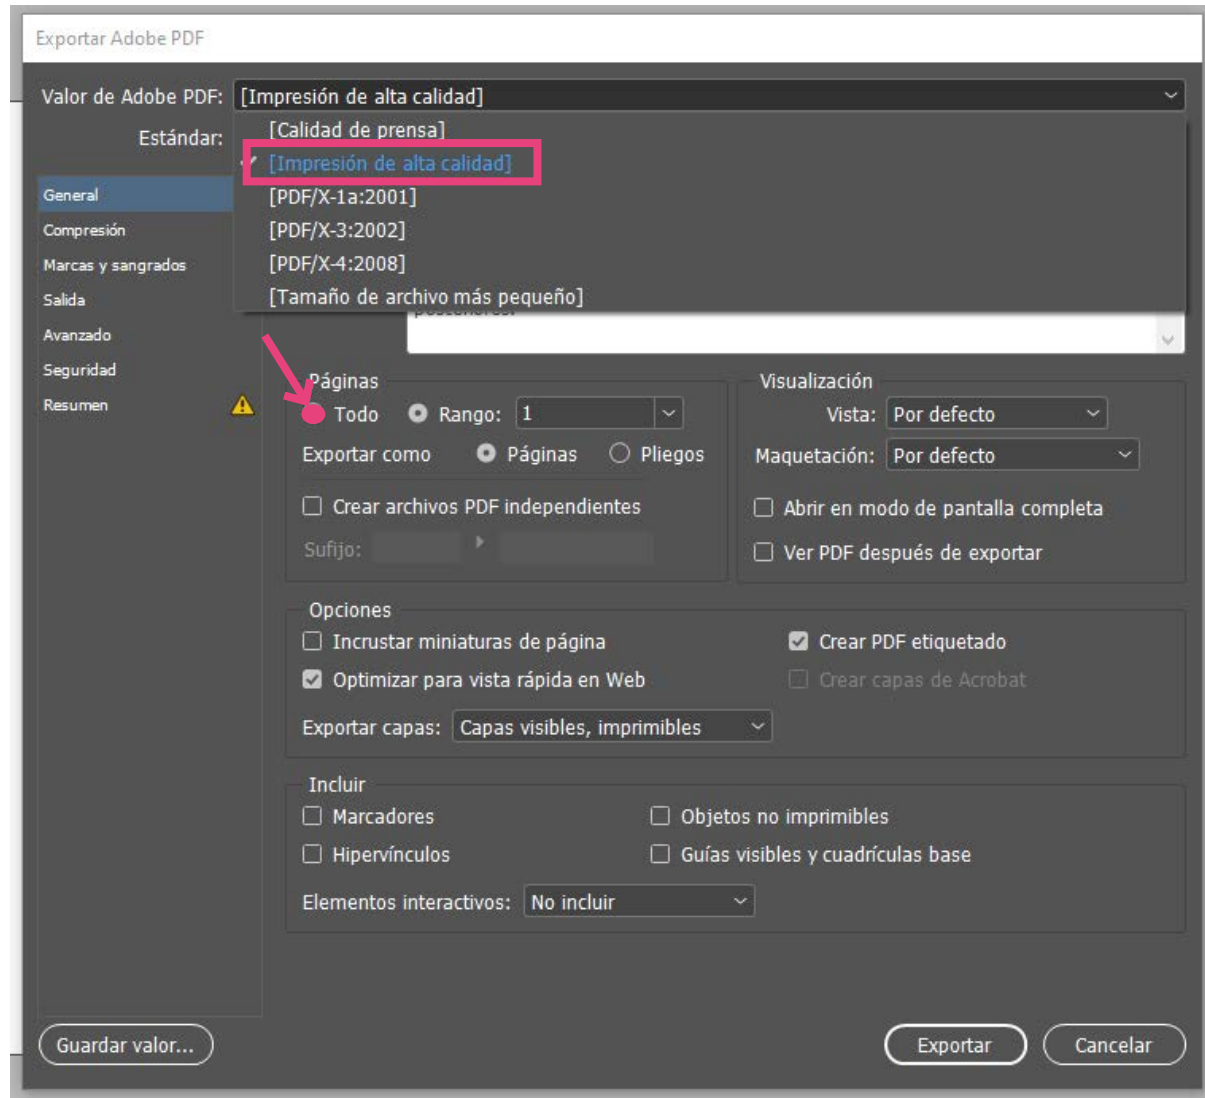 Exportar Adobe PDF
Valor de Adobe PDF: [Impresión de alta calidad]
Estándar:
[Calidad de prensa]
[Impresión de alta calidad]
[PDF/X-1a:2001]
[PDF/X-3:2002]
[PDF/X-4:2008]
[Tamaño de archivo más pequeño]
General
Compresión
Marcas y sangrados
Salida
Avanzado
Seguridad
Resumen
Páginas
Todo Rango: 1
Exportar como Páginas Pliegos
Crear archivos PDF independientes
Sufijo:
Visualización
Vista: Por defecto
Maquetación: Por defecto
Abrir en modo de pantalla completa
Ver PDF después de exportar
Opciones
Incrustar miniaturas de página Crear PDF etiquetado
Optimizar para vista rápida en Web Crear capas de Acrobat
Exportar capas: Capas visibles, imprimibles
Incluir
Marcadores Objetos no imprimibles
Hipervínculos Guías visibles y cuadrículas base
Elementos interactivos: No incluir
Guardar valor... Exportar Cancelar